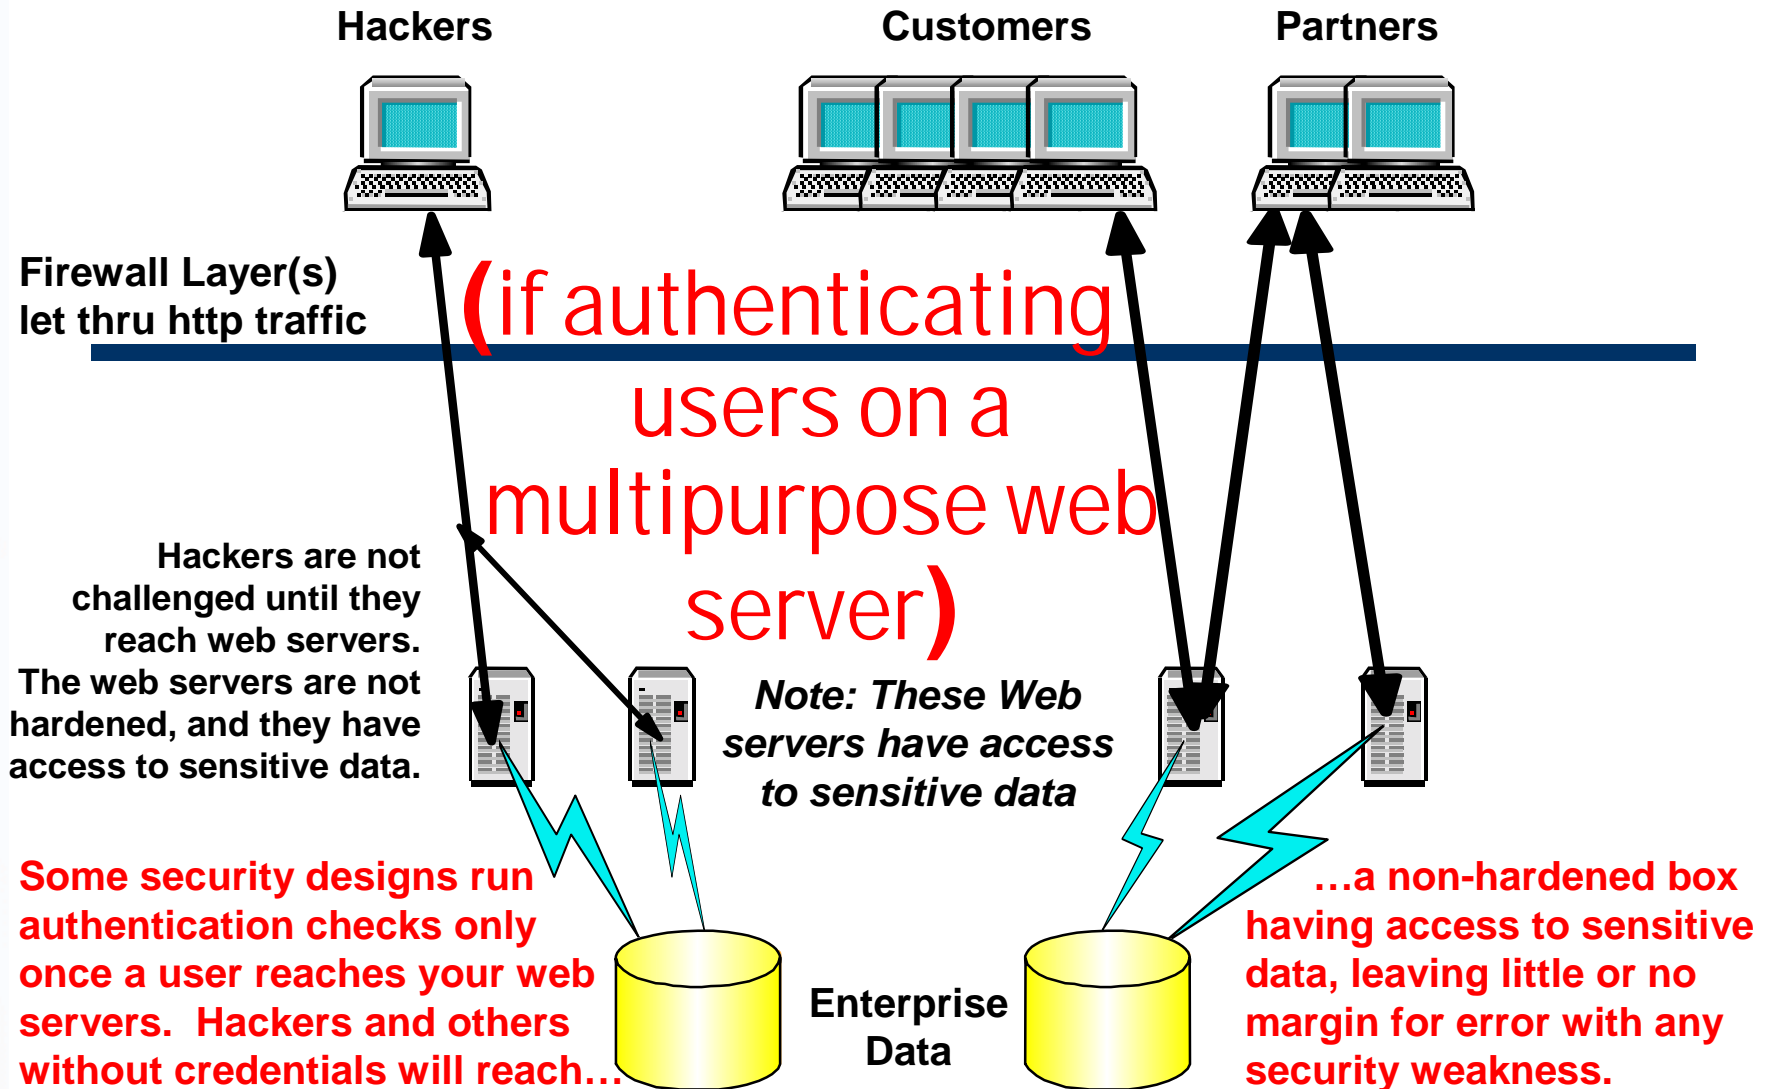 Hackers
Customers
Partners
Firewall Layer(s)
let thru http traffic
(if authenticating
users on a
multipurpose web
server)
Hackers are not
challenged until they
reach web servers.
The web servers are not
hardened, and they have
access to sensitive data.
Note: These Web
servers have access
to sensitive data
Some security designs run
authentication checks only
once a user reaches your web
servers.  Hackers and others
without credentials will reach…
Enterprise
Data
…a non-hardened box
having access to sensitive
data, leaving little or no
margin for error with any
security weakness.